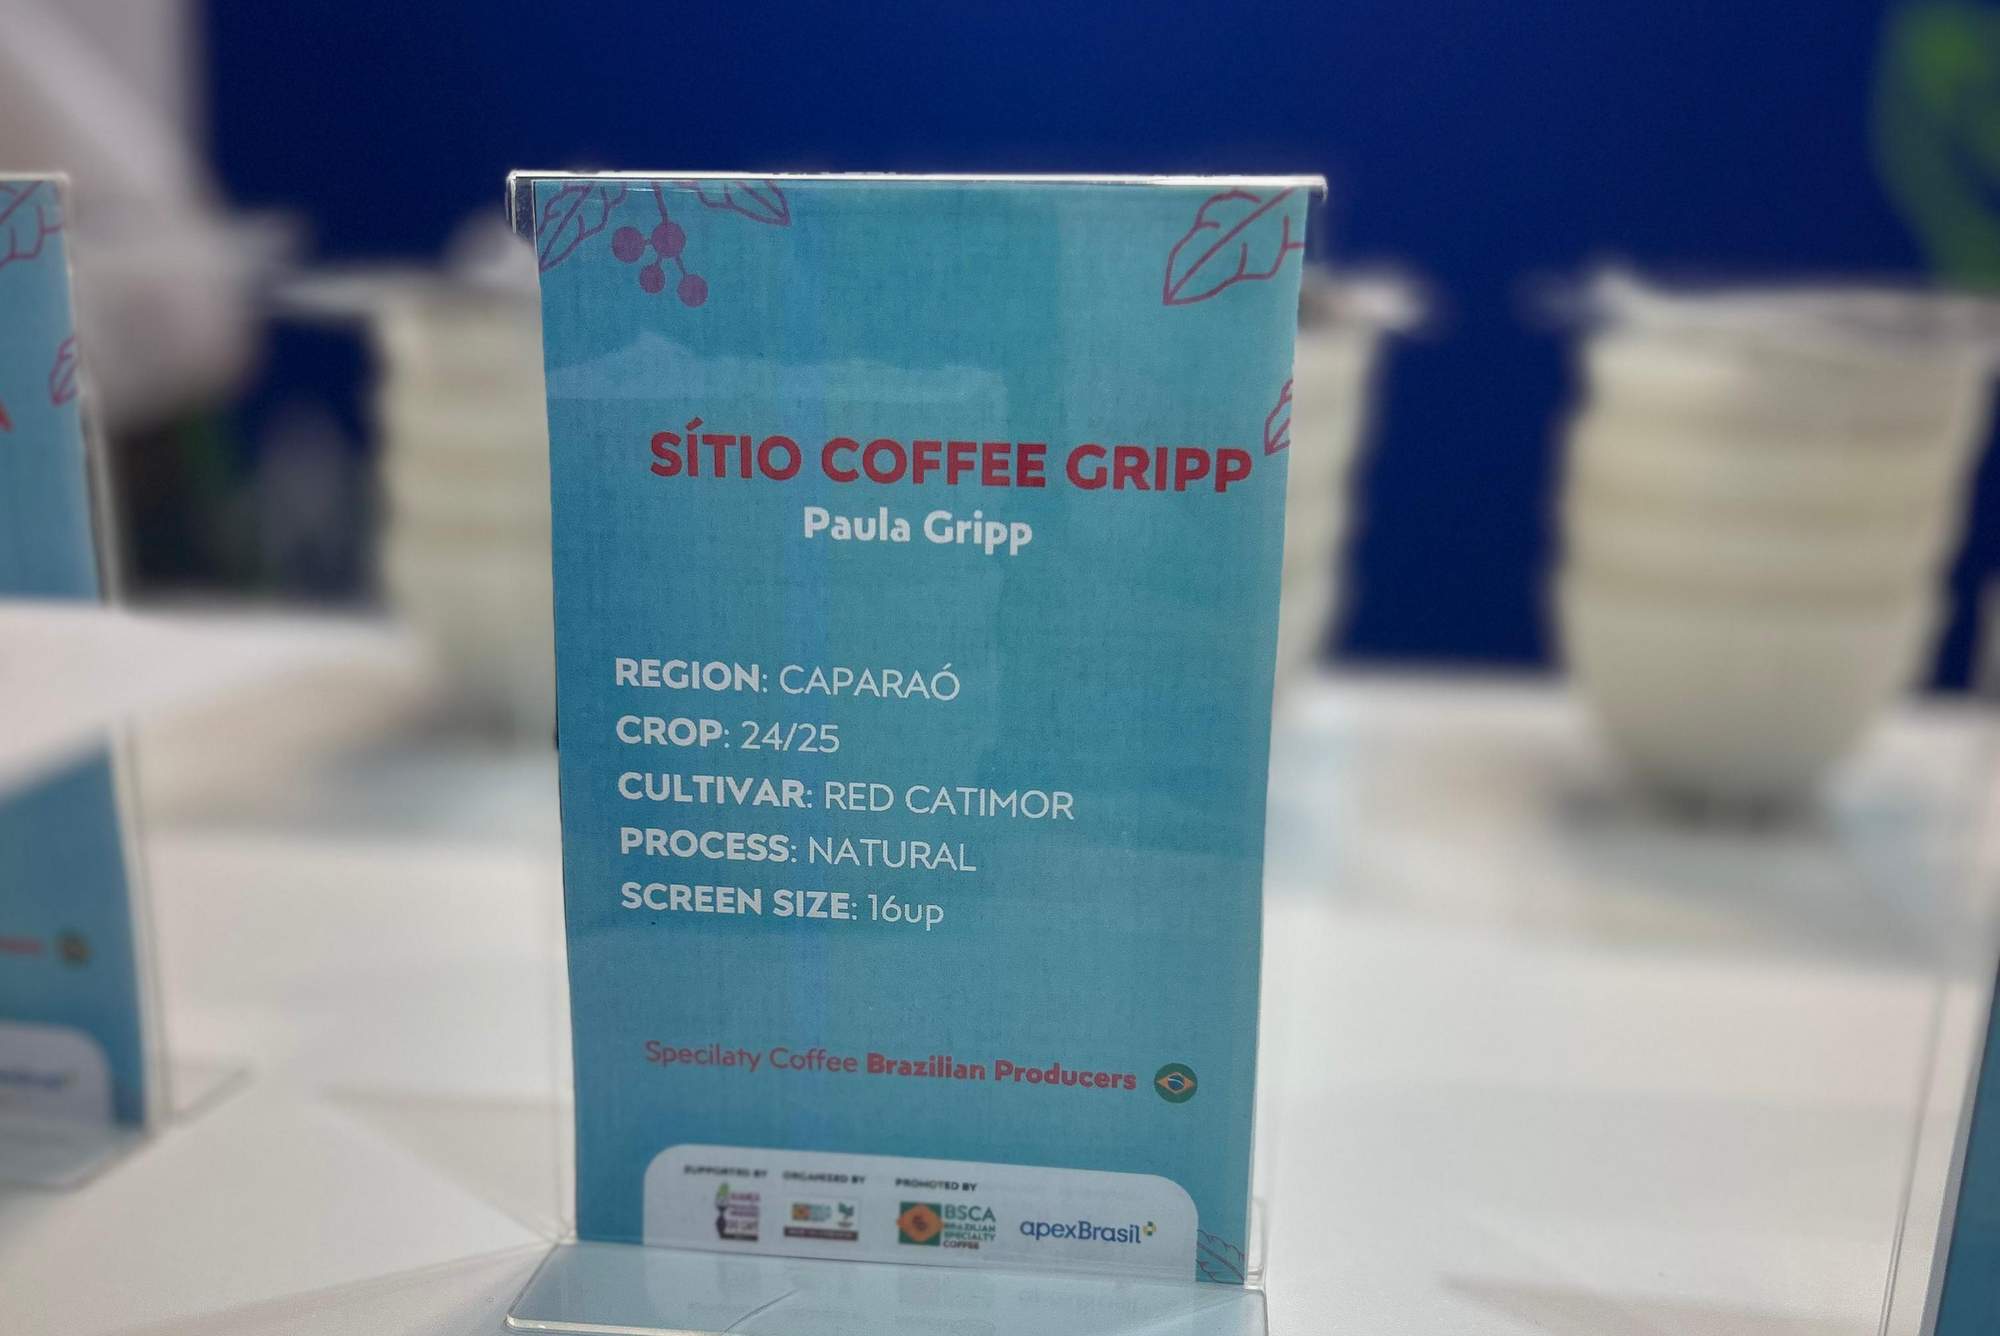 SÍTIO COFFEE GRIPP
Paula Gripp
REGION: CAPARAÓ
CROP: 24/25
CULTIVAR: RED CATIMOR
PROCESS: NATURAL
SCREEN SIZE: 16up
Specilaty Coffee Brazilian Producers
SUPPORTED BY ORGANISED BY PROMOTED BY
BSCA
BRAZILIAN
SPECIALTY
COFFEE
apexBrasil